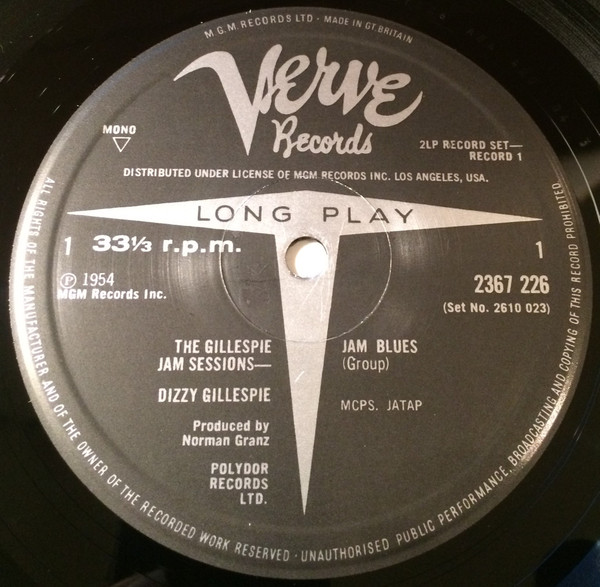 M.G.M. RECORDS LTD · MADE IN GT BRITAIN
Verve
Records
MONO
2LP RECORD SET—
RECORD 1
DISTRIBUTED UNDER LICENSE OF MGM RECORDS INC. LOS ANGELES, USA.
LONG PLAY
1 33⅓ r.p.m.
1
Ⓟ 1954
MGM Records Inc.
2367 226
(Set No. 2610 023)
THE GILLESPIE
JAM SESSIONS—
DIZZY GILLESPIE
Produced by
Norman Granz
POLYDOR
RECORDS
LTD.
JAM BLUES
(Group)
MCPS. JATAP
ALL RIGHTS OF THE MANUFACTURER AND OF THE OWNER OF THE RECORDED WORK RESERVED · UNAUTHORISED PUBLIC PERFORMANCE, BROADCASTING AND COPYING OF THIS RECORD PROHIBITED